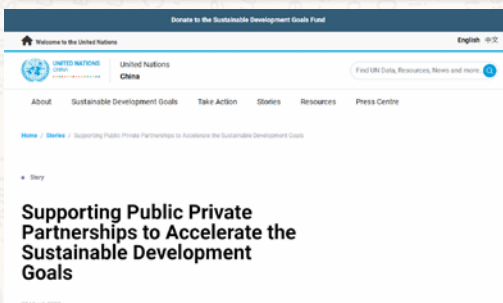 Donate to the Sustainable Development Goals Fund
Welcome to the United Nations
English 中文
UNITED NATIONS
CHINA
United Nations
China
Find UN Data, Resources, News and more
About Sustainable Development Goals Take Action Stories Resources Press Centre
Home / Stories / Supporting Public Private Partnerships to Accelerate the Sustainable Development Goals
Story
Supporting Public Private
Partnerships to Accelerate the
Sustainable Development
Goals